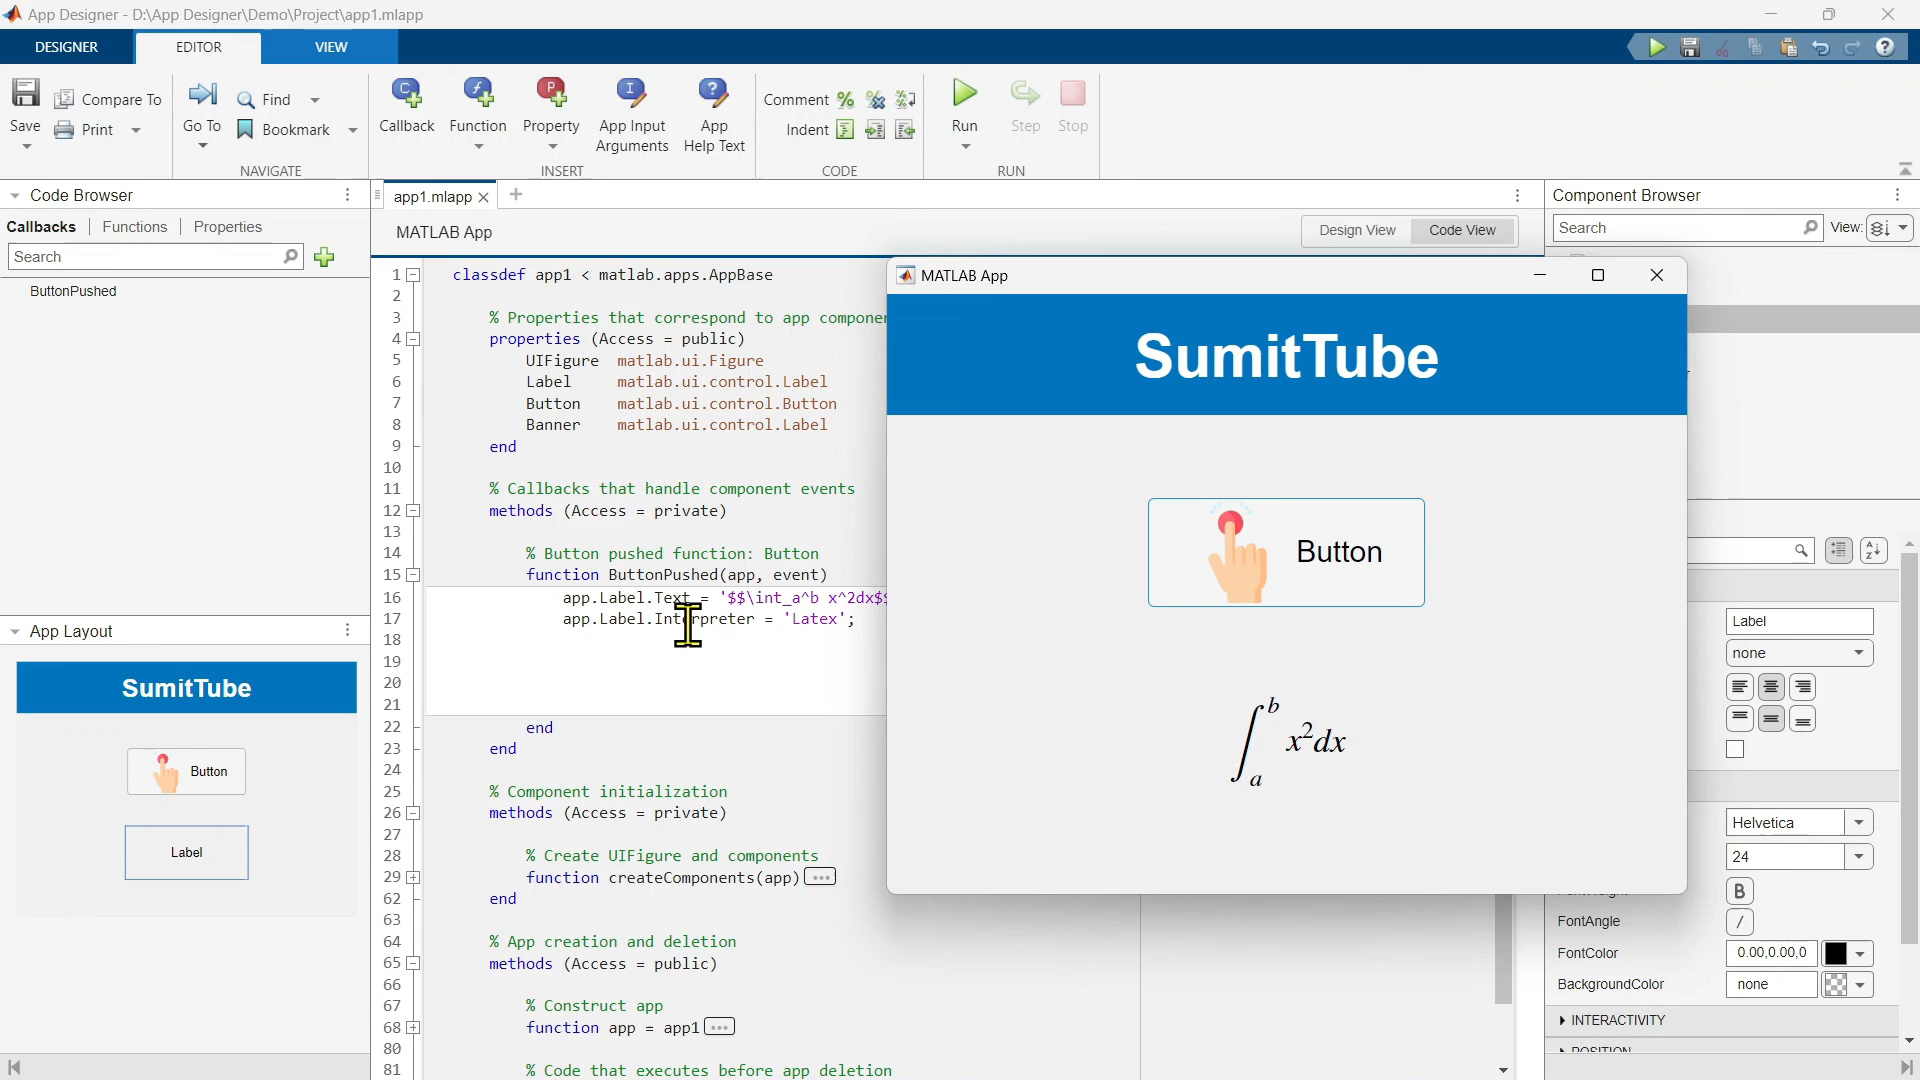 App Designer - D:\App Designer\Demo\Project\app1.mlapp
DESIGNER
EDITOR
VIEW
Save
Compare To
Print
Go To
Find
Bookmark
NAVIGATE
Callback
Function
Property
App Input
Arguments
App
Help Text
INSERT
Comment
Indent
CODE
Run
Step
Stop
RUN
Code Browser
Callbacks
Functions
Properties
Search
ButtonPushed
App Layout
SumitTube
Button
Label
app1.mlapp
MATLAB App
Design View
Code View
1 classdef app1 < matlab.apps.AppBase
2
3 % Properties that correspond to app
4 properties (Access = public)
5 UIFigure matlab.ui.Figure
6 Label matlab.ui.control.Label
7 Button matlab.ui.control.Button
8 Banner matlab.ui.control.Label
9 end
10
11 % Callbacks that handle component events
12 methods (Access = private)
13
14 % Button pushed function: Button
15 function ButtonPushed(app, event)
16 app.Label.Text = '$$\int_a^b x^2dx$
17 app.Label.Interpreter = 'Latex';
18
19
20
21
22 end
23 end
24
25 % Component initialization
26 methods (Access = private)
27
28 % Create UIFigure and components
29 function createComponents(app) ...
62 end
63
64 % App creation and deletion
65 methods (Access = public)
66
67 % Construct app
68 function app = app1 ...
80
81 % Code that executes before app deletion
MATLAB App
SumitTube
Button
∫_a^b x²dx
Component Browser
Search
View:
Label
none
Helvetica
24
B
FontAngle
FontColor
0.00,0.00,0
BackgroundColor
none
INTERACTIVITY